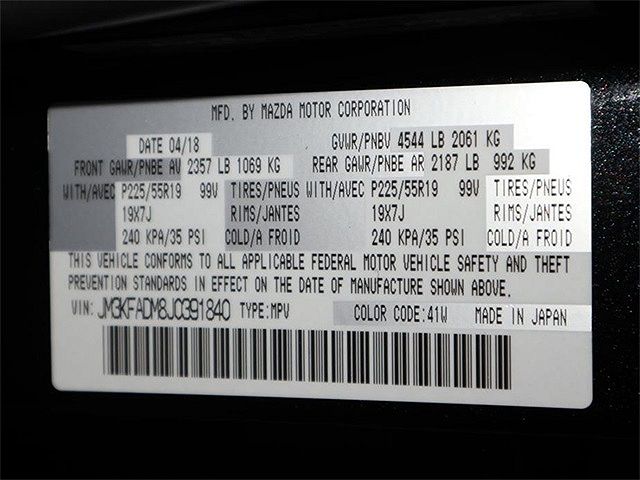 MFD. BY MAZDA MOTOR CORPORATION
DATE 04/18 GVWR/PNBV 4544 LB 2061 KG
FRONT GAWR/PNBE AV 2357 LB 1069 KG REAR GAWR/PNBE AR 2187 LB 992 KG
WITH/AVEC P225/55R19 99V TIRES/PNEUS WITH/AVEC P225/55R19 99V TIRES/PNEUS
19X7J RIMS/JANTES 19X7J RIMS/JANTES
240 KPA/35 PSI COLD/A FROID 240 KPA/35 PSI COLD/A FROID
THIS VEHICLE CONFORMS TO ALL APPLICABLE FEDERAL MOTOR VEHICLE SAFETY AND THEFT
PREVENTION STANDARDS IN EFFECT ON THE DATE OF MANUFACTURE SHOWN ABOVE.
VIN: JM3KFADM8J0391840 TYPE:MPV COLOR CODE:41W MADE IN JAPAN